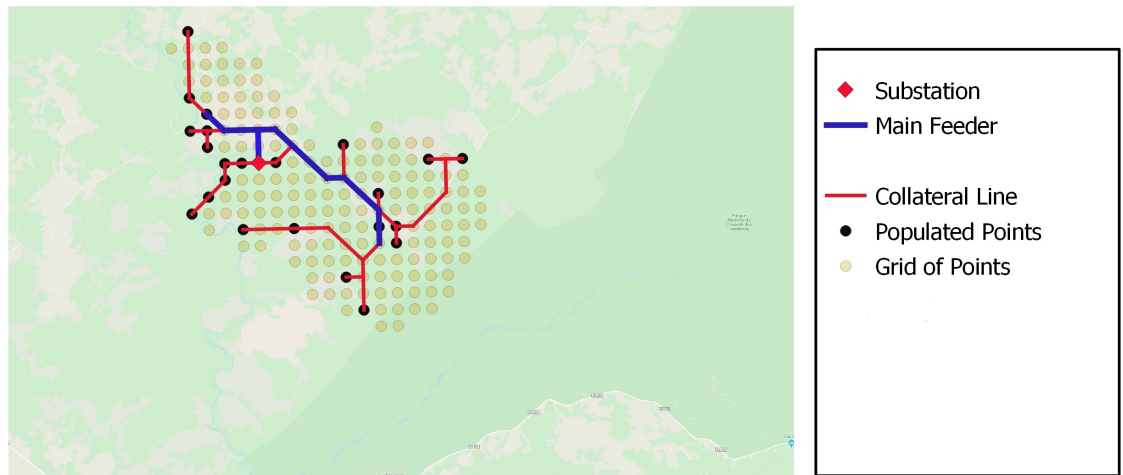 Substation
Main Feeder
Collateral Line
Populated Points
Grid of Points